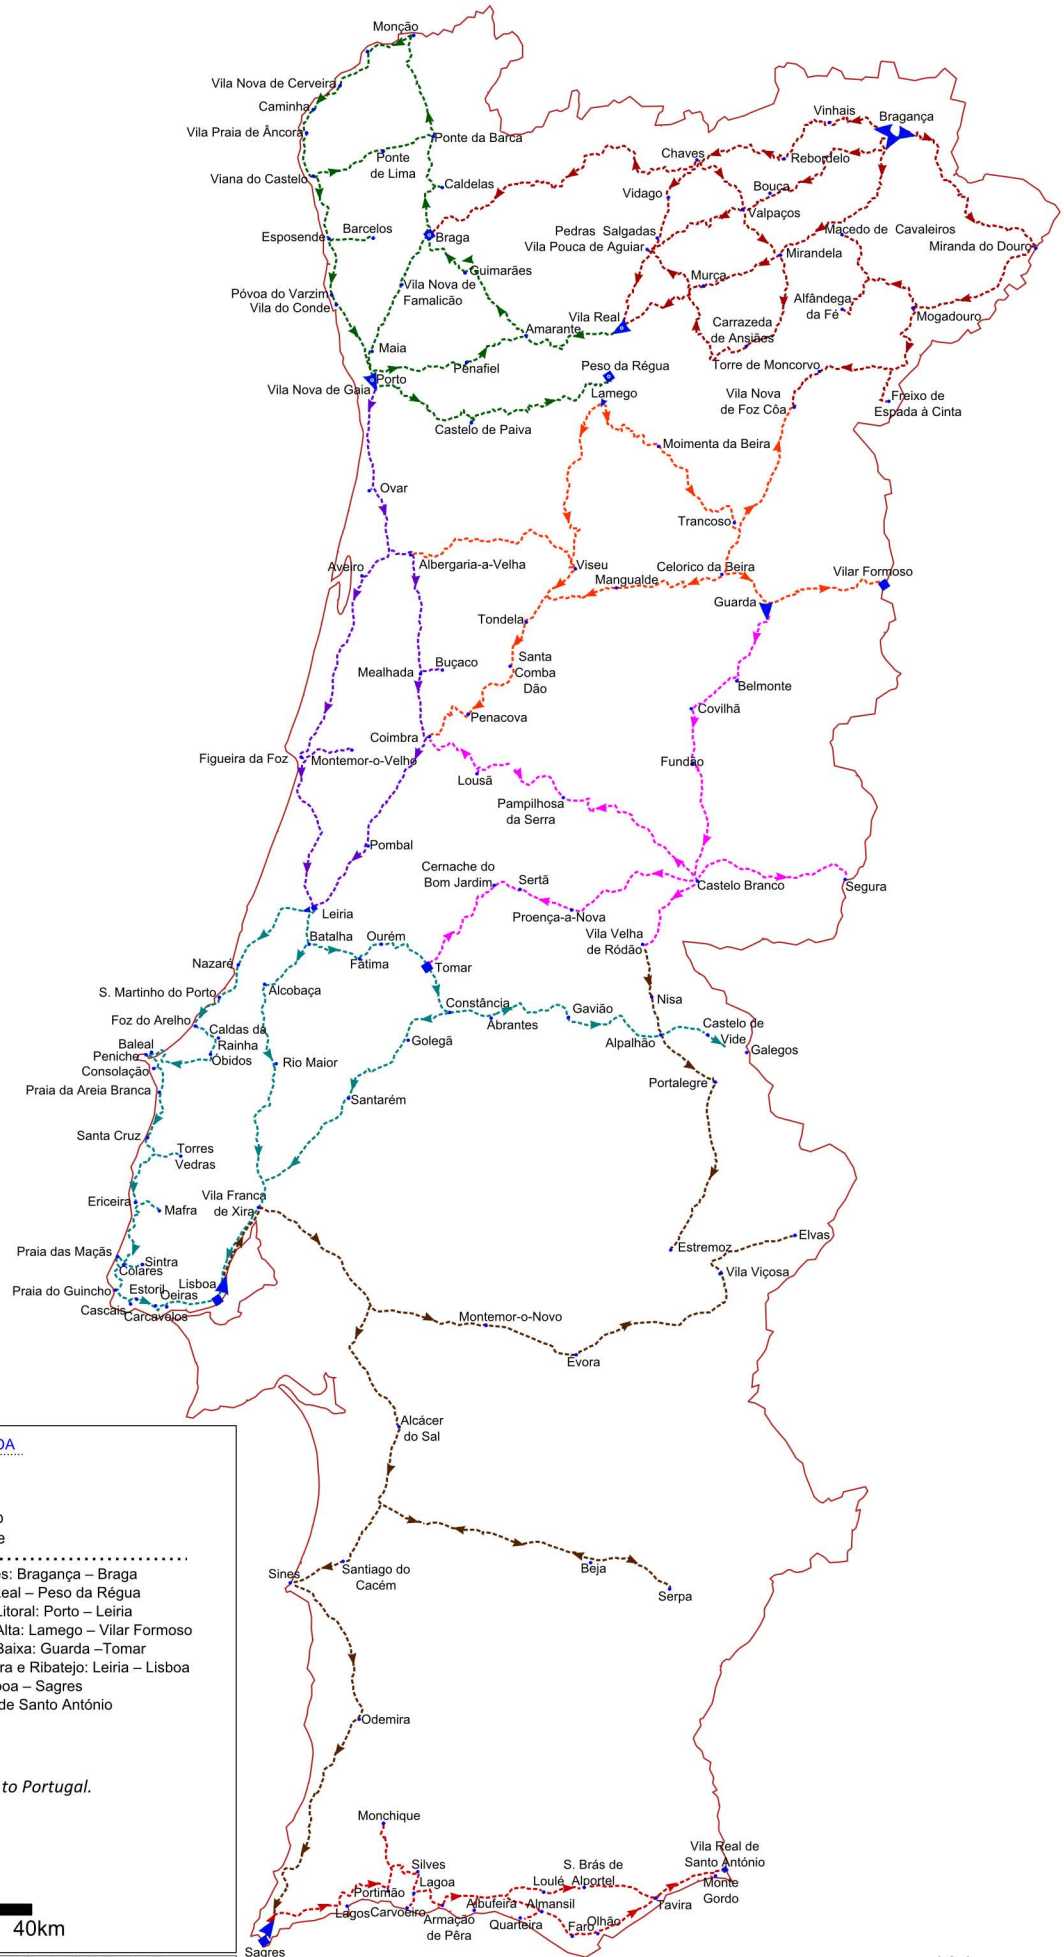 Monção
Vila Nova de Cerveira
Caminha
Vila Praia de Âncora
Ponte da Barca
Ponte
de Lima
Viana do Castelo
Caldelas
Barcelos
Esposende
Braga
Guimarães
Vila Nova de
Famalicão
Póvoa do Varzim
Vila do Conde
Maia
Amarante
Penafiel
Porto
Vila Nova de Gaia
Castelo de Paiva
Vinhais
Bragança
Chaves
Rebordelo
Vidago
Bouça
Valpaços
Pedras Salgadas
Vila Pouca de Aguiar
Macedo de Cavaleiros
Miranda do Douro
Mirandela
Murça
Alfândega
da Fé
Mogadouro
Vila Real
Carrazeda
de Ansiães
Peso da Régua
Torre de Moncorvo
Lamego
Vila Nova
de Foz Côa
Freixo de
Espada à Cinta
Moimenta da Beira
Ovar
Trancoso
Aveiro
Albergaria-a-Velha
Viseu
Mangualde
Celorico da Beira
Vilar Formoso
Guarda
Tondela
Santa
Comba
Dão
Buçaco
Mealhada
Belmonte
Penacova
Covilhã
Coimbra
Figueira da Foz
Montemor-o-Velho
Fundão
Lousã
Pampilhosa
da Serra
Pombal
Cernache do
Bom Jardim
Sertã
Castelo Branco
Segura
Proença-a-Nova
Leiria
Vila Velha
de Ródão
Batalha
Ourém
Fátima
Nazaré
Tomar
Alcobaça
S. Martinho do Porto
Nisa
Constância
Gavião
Abrantes
Foz do Arelho
Caldas da
Rainha
Óbidos
Castelo de
Vide
Galegos
Baleal
Peniche
Consolação
Golegã
Alpalhão
Rio Maior
Portalegre
Praia da Areia Branca
Santarém
Santa Cruz
Torres
Vedras
Vila Franca
de Xira
Ericeira
Mafra
Praia das Maçãs
Sintra
Colares
Estremoz
Elvas
Vila Viçosa
Praia do Guincho
Estoril
Lisboa
Oeiras
Cascais
Carcavelos
Montemor-o-Novo
Évora
Alcácer
do Sal
Santiago do
Cacém
Sines
Beja
Serpa
Odemira
Monchique
Silves
Lagoa
Portimão
Lagos
Carvoeiro
Armação
de Pêra
Albufeira
Loulé
S. Brás de
Alportel
Almansil
Quarteira
Faro
Olhão
Tavira
Vila Real de
Santo António
Monte
Gordo
Sagres
DA
o
e
es: Bragança – Braga
Real – Peso da Régua
Litoral: Porto – Leiria
Alta: Lamego – Vilar Formoso
Baixa: Guarda –Tomar
ra e Ribatejo: Leiria – Lisboa
boa – Sagres
de Santo António
to Portugal.
40km